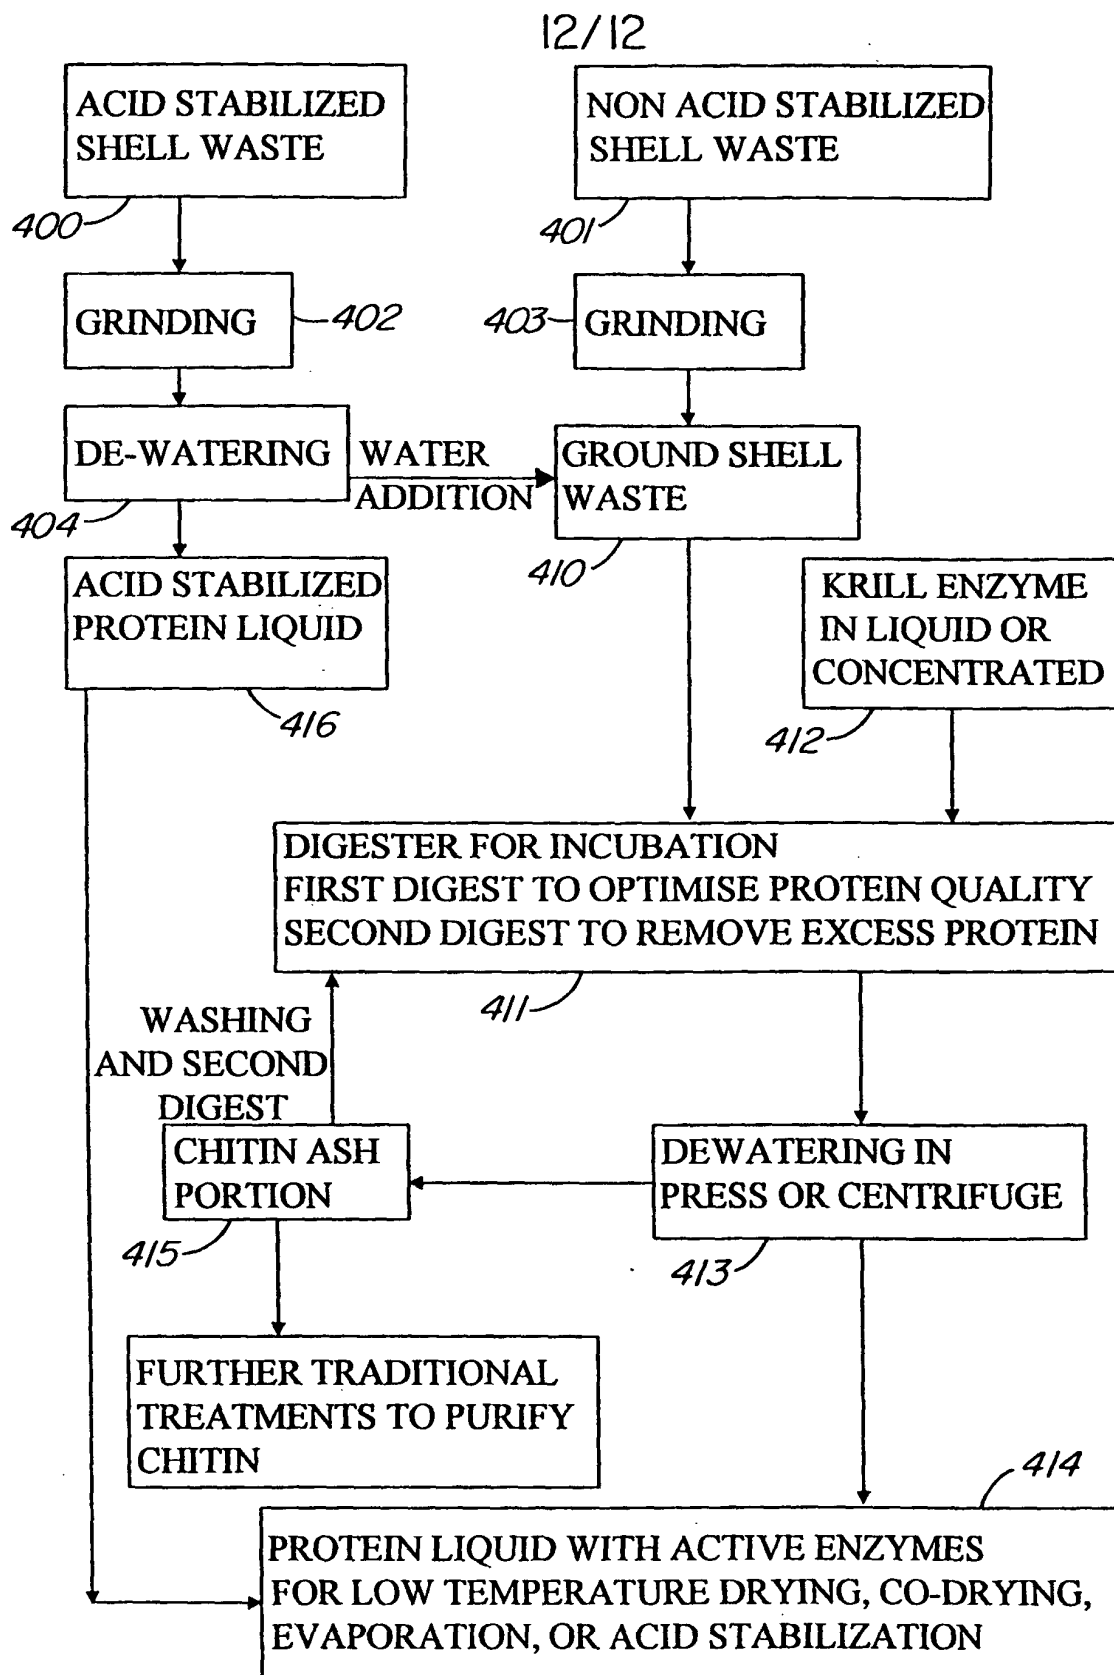 12/12
ACID STABILIZED
SHELL WASTE
400
NON ACID STABILIZED
SHELL WASTE
401
GRINDING
402
403
GRINDING
DE-WATERING
404
WATER
ADDITION
GROUND SHELL
WASTE
410
ACID STABILIZED
PROTEIN LIQUID
416
KRILL ENZYME
IN LIQUID OR
CONCENTRATED
412
DIGESTER FOR INCUBATION
FIRST DIGEST TO OPTIMISE PROTEIN QUALITY
SECOND DIGEST TO REMOVE EXCESS PROTEIN
411
WASHING
AND SECOND
DIGEST
CHITIN ASH
PORTION
415
DEWATERING IN
PRESS OR CENTRIFUGE
413
FURTHER TRADITIONAL
TREATMENTS TO PURIFY
CHITIN
414
PROTEIN LIQUID WITH ACTIVE ENZYMES
FOR LOW TEMPERATURE DRYING, CO-DRYING,
EVAPORATION, OR ACID STABILIZATION